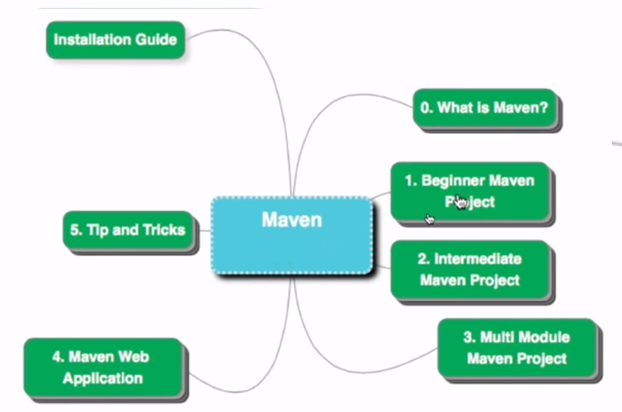 Installation Guide
0. What is Maven?
1. Beginner Maven
Project
Maven
5. Tip and Tricks
2. Intermediate
Maven Project
3. Multi Module
Maven Project
4. Maven Web
Application